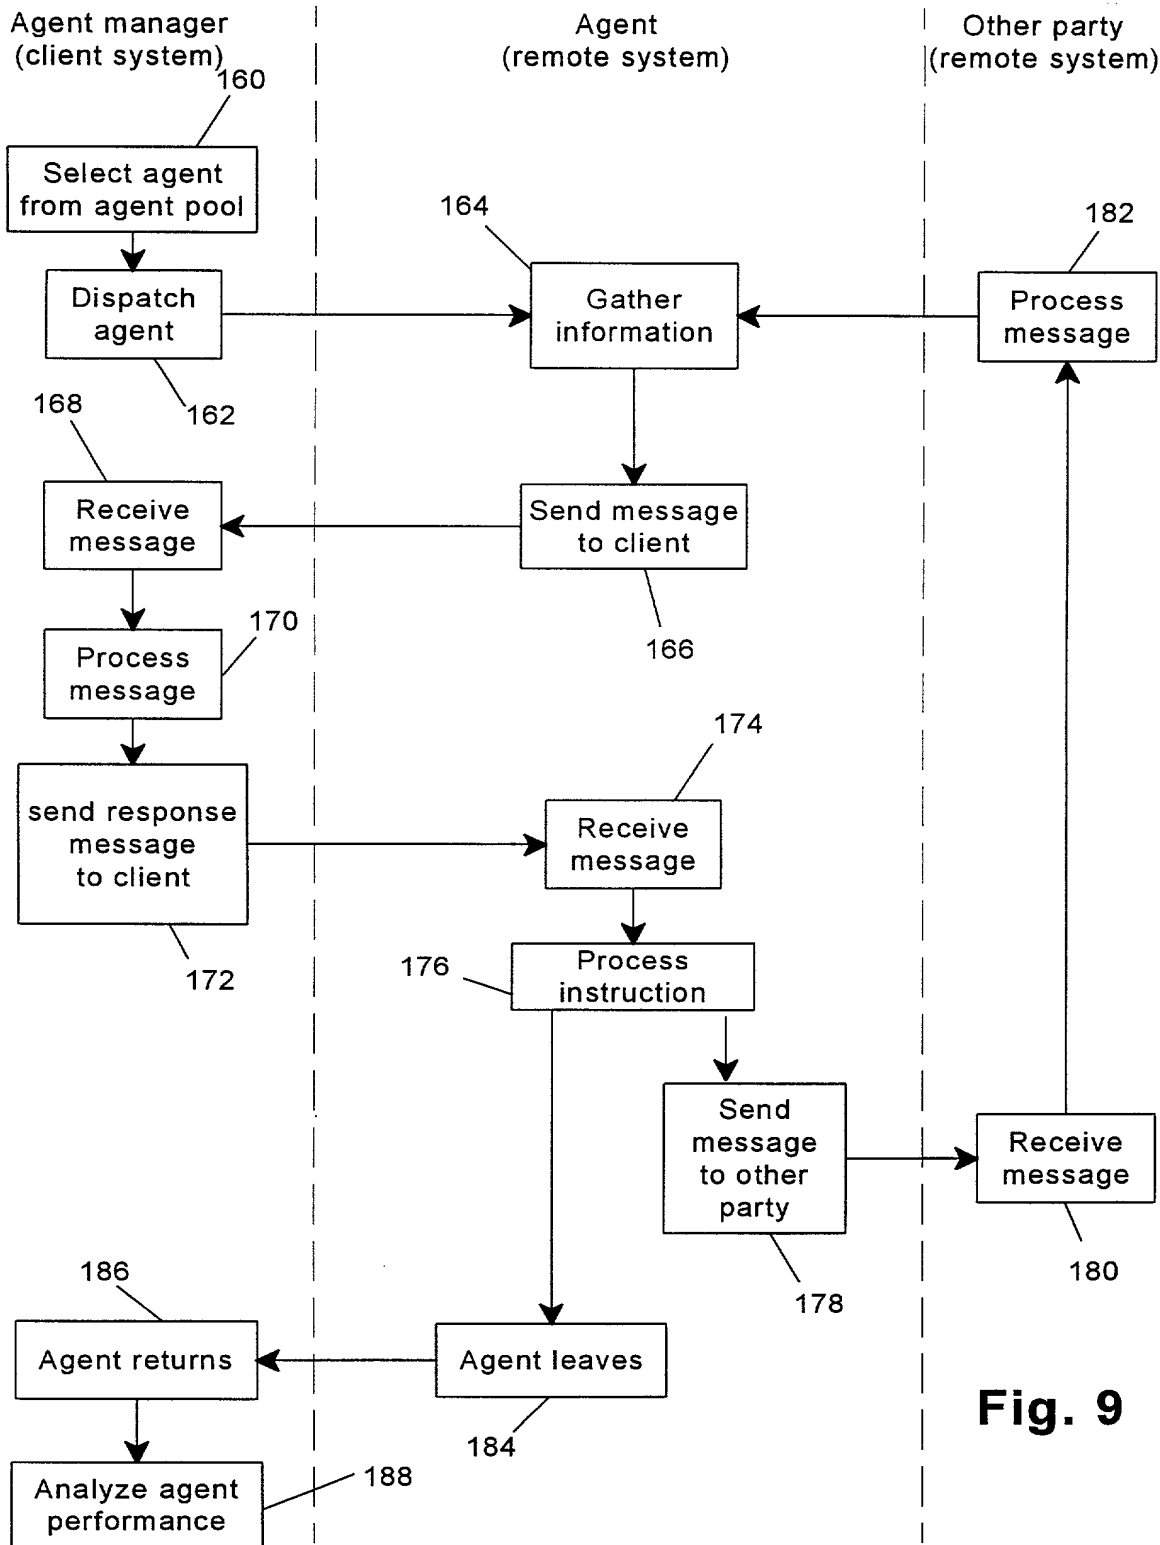 Agent manager
(client system)
Agent
(remote system)
Other party
(remote system)
160
Select agent
from agent pool
164
182
Dispatch
agent
Gather
information
Process
message
162
168
Receive
message
Send message
to client
166
170
Process
message
174
send response
message
to client
Receive
message
172
176
Process
instruction
Send
message
to other
party
Receive
message
178
180
186
Agent returns
Agent leaves
184
Fig. 9
188
Analyze agent
performance